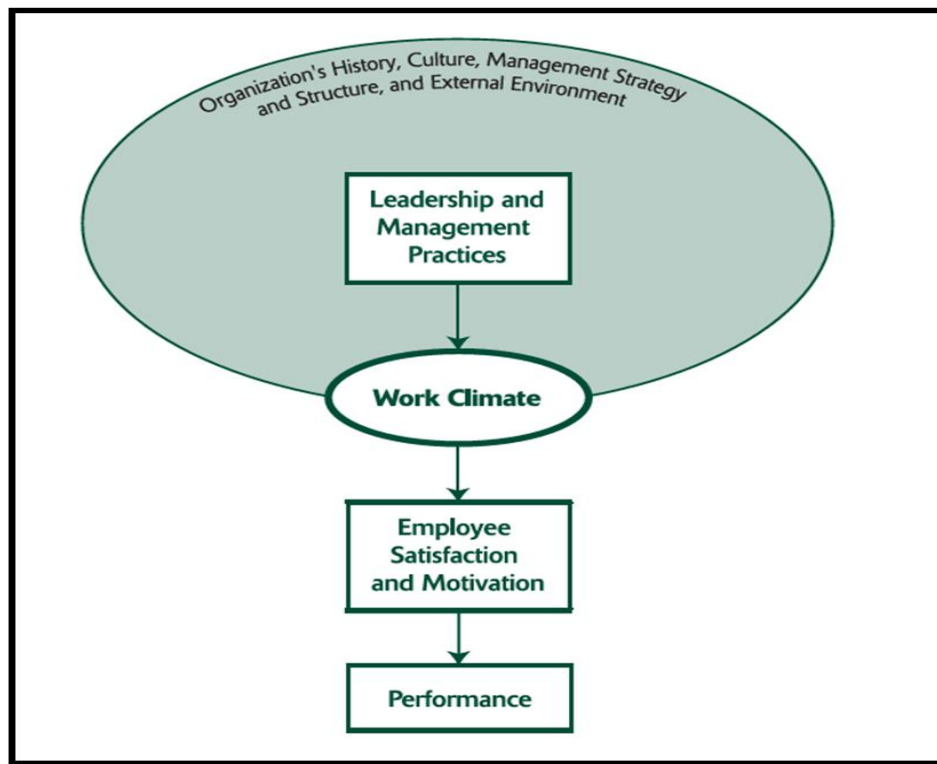 Organization's History, Culture, Management Strategy
and Structure, and External Environment
Leadership and
Management
Practices
Work Climate
Employee
Satisfaction
and Motivation
Performance